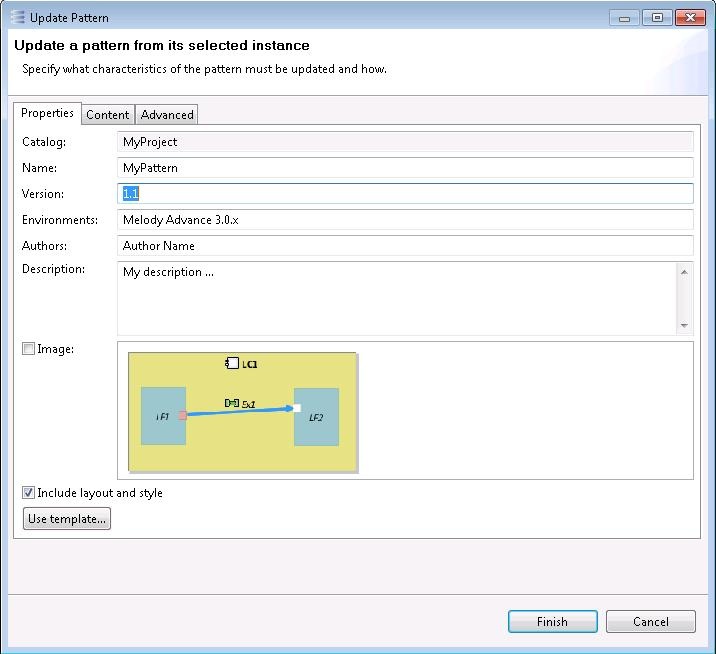 Update Pattern
Update a pattern from its selected instance
Specify what characteristics of the pattern must be updated and how.
Properties Content Advanced
Catalog: MyProject
Name: MyPattern
Version: 1.1
Environments: Melody Advance 3.0.x
Authors: Author Name
Description: My description ...
Image:
LC1
Ex1
LF1
LF2
Include layout and style
Use template...
Finish Cancel